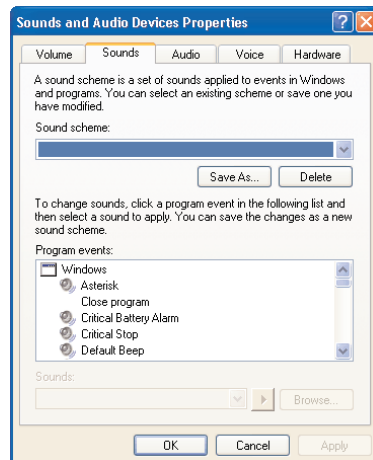 Sounds and Audio Devices Properties
Volume Sounds Audio Voice Hardware
A sound scheme is a set of sounds applied to events in Windows
and programs. You can select an existing scheme or save one you
have modified.
Sound scheme:
Save As... Delete
To change sounds, click a program event in the following list and
then select a sound to apply. You can save the changes as a new
sound scheme.
Program events:
Windows
Asterisk
Close program
Critical Battery Alarm
Critical Stop
Default Beep
Sounds:
Browse...
OK Cancel Apply